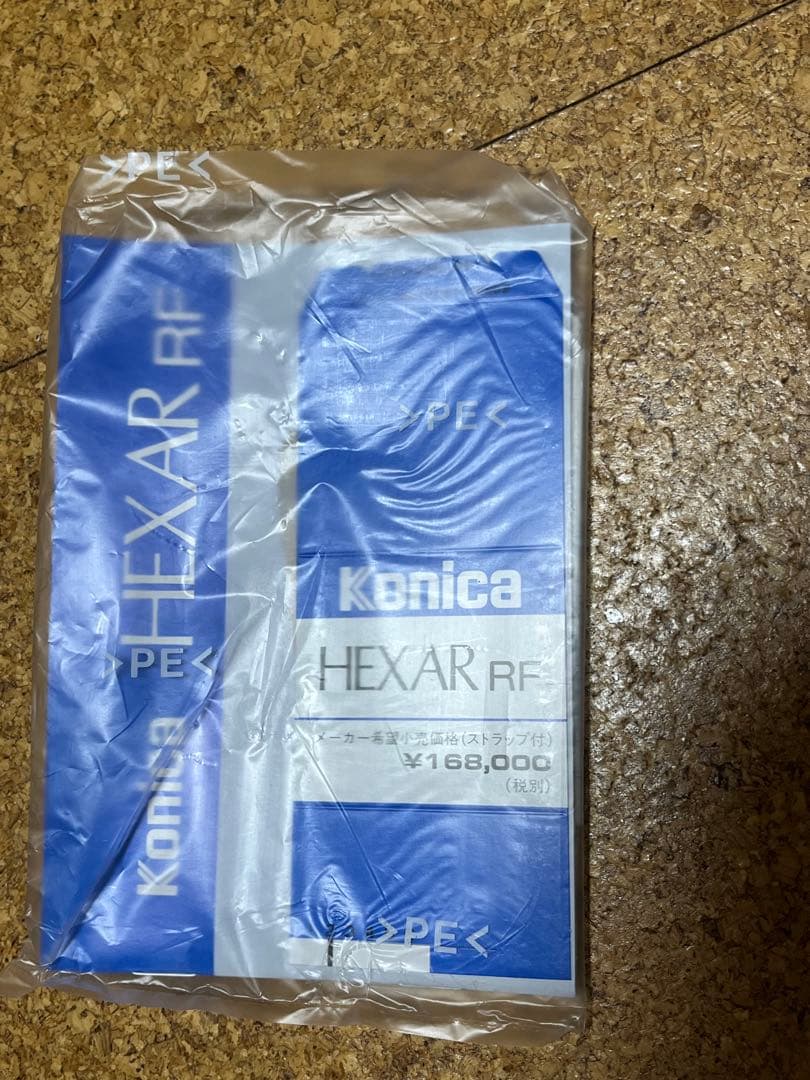 >PE<
Konica HEXAR RF
>PE<
Konica
HEXAR RF
>PE<
メーカー希望小売価格(ストラップ付)
¥168,000
(税別)
>PE<